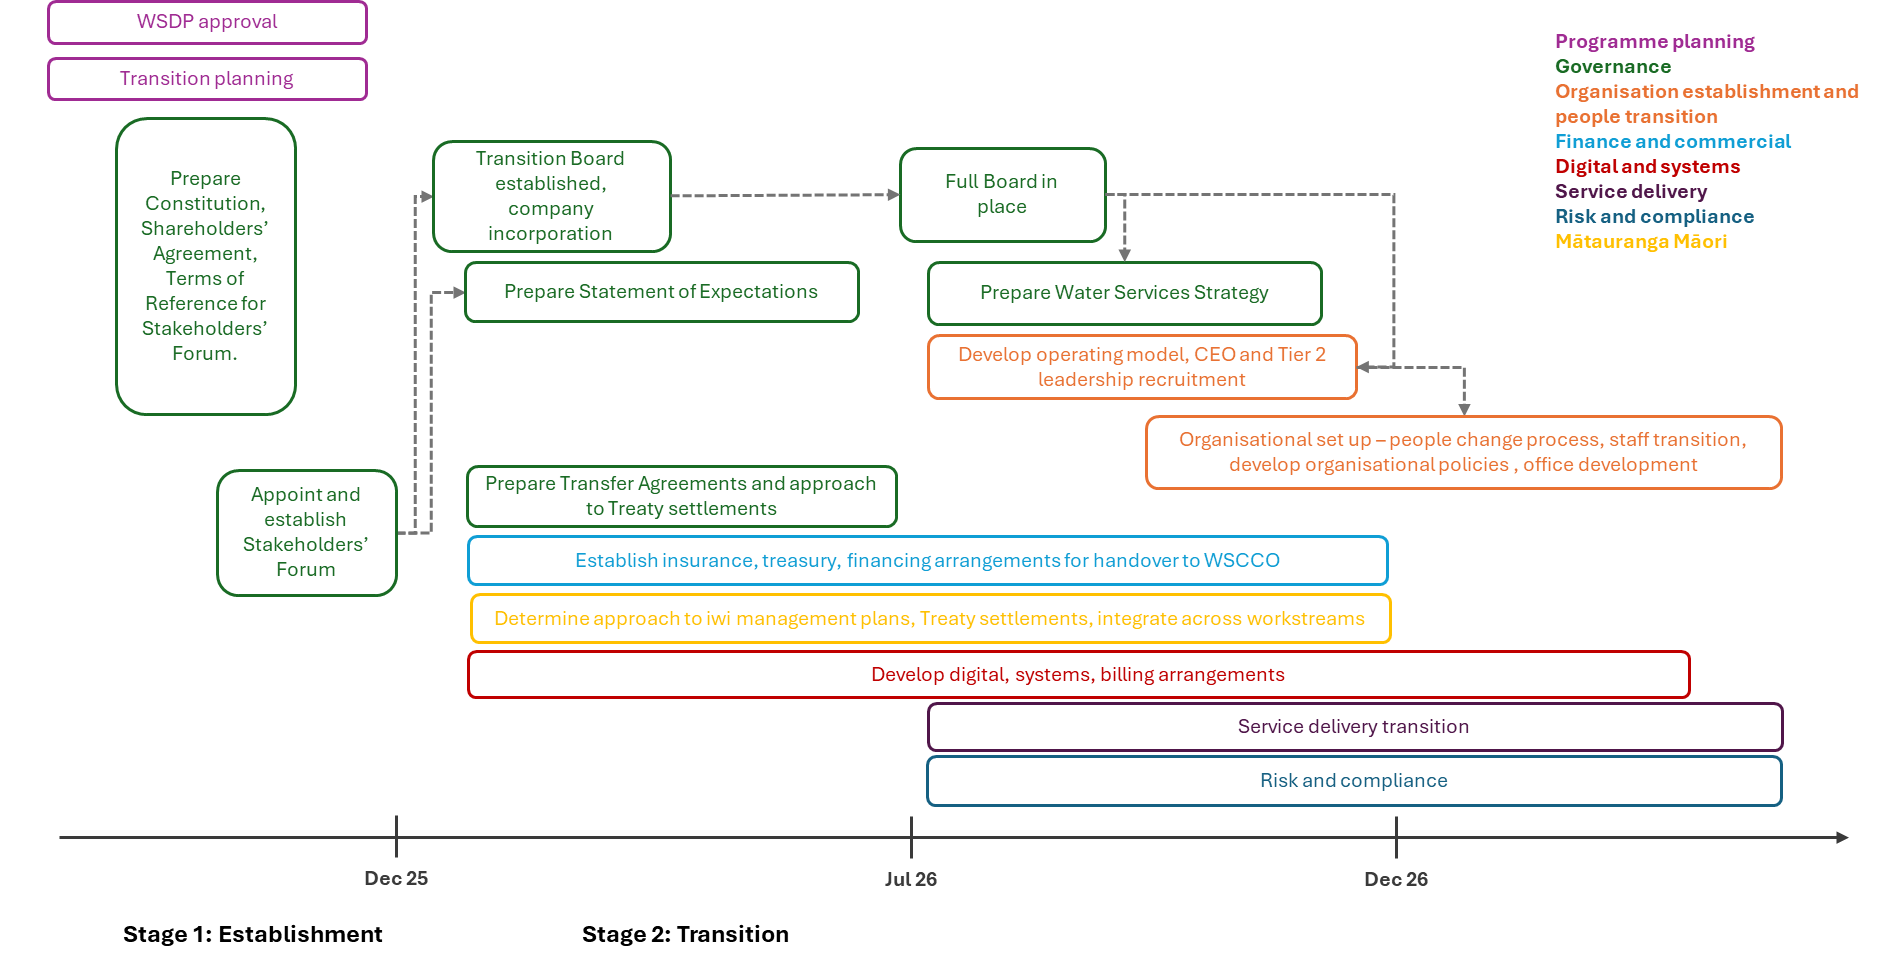 WSDP approval
Transition planning
Prepare
Constitution,
Shareholders’
Agreement,
Terms of
Reference for
Stakeholders’
Forum.
Appoint and
establish
Stakeholders’
Forum
Transition Board
established,
company
incorporation
Prepare Statement of Expectations
Full Board in
place
Prepare Water Services Strategy
Develop operating model, CEO and Tier 2
leadership recruitment
Organisational set up – people change process, staff transition,
develop organisational policies , office development
Prepare Transfer Agreements and approach
to Treaty settlements
Establish insurance, treasury, financing arrangements for handover to WSCCO
Determine approach to iwi management plans, Treaty settlements, integrate across workstreams
Develop digital, systems, billing arrangements
Service delivery transition
Risk and compliance
Programme planning
Governance
Organisation establishment and
people transition
Finance and commercial
Digital and systems
Service delivery
Risk and compliance
Mātauranga Māori
Dec 25
Jul 26
Dec 26
Stage 1: Establishment
Stage 2: Transition